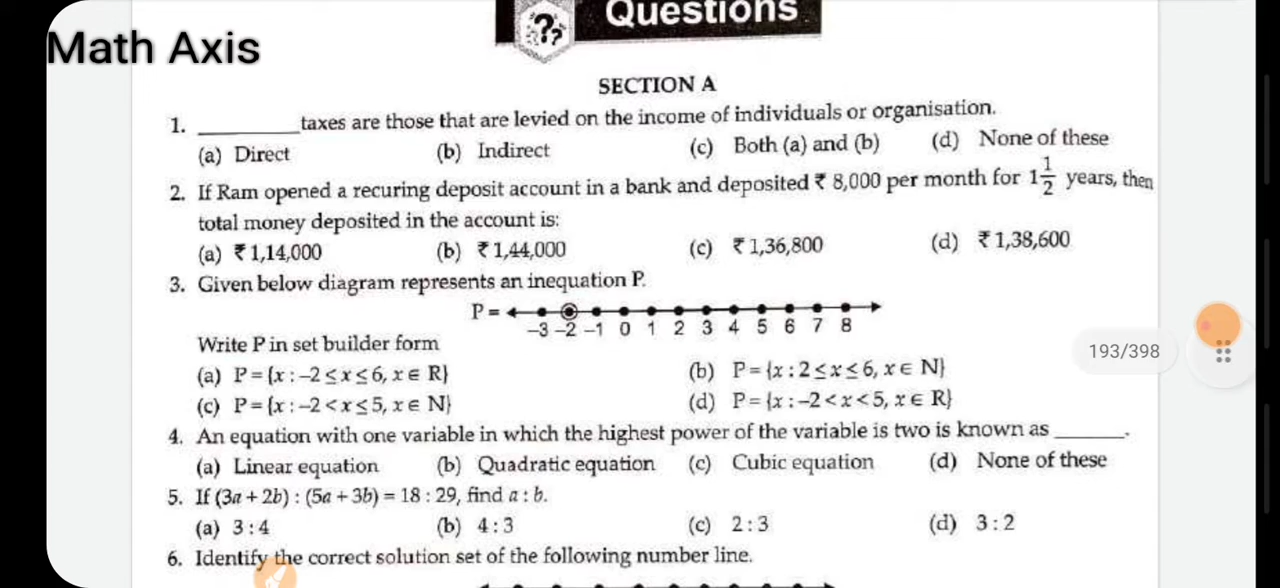 Questions
Math Axis
SECTION A
1. ________ taxes are those that are levied on the income of individuals or organisation.
(a) Direct (b) Indirect (c) Both (a) and (b) (d) None of these
2. If Ram opened a recuring deposit account in a bank and deposited ₹ 8,000 per month for 1 1/2 years, then
total money deposited in the account is:
(a) ₹ 1,14,000 (b) ₹ 1,44,000 (c) ₹ 1,36,800 (d) ₹ 1,38,600
3. Given below diagram represents an inequation P.
P =
–3 –2 –1 0 1 2 3 4 5 6 7 8
Write P in set builder form
193/398
(a) P = {x : –2 ≤ x ≤ 6, x ∈ R} (b) P = {x : 2 ≤ x ≤ 6, x ∈ N}
(c) P = {x : –2 < x ≤ 5, x ∈ N} (d) P = {x : –2 < x < 5, x ∈ R}
4. An equation with one variable in which the highest power of the variable is two is known as ______.
(a) Linear equation (b) Quadratic equation (c) Cubic equation (d) None of these
5. If (3a + 2b) : (5a + 3b) = 18 : 29, find a : b.
(a) 3 : 4 (b) 4 : 3 (c) 2 : 3 (d) 3 : 2
6. Identify the correct solution set of the following number line.